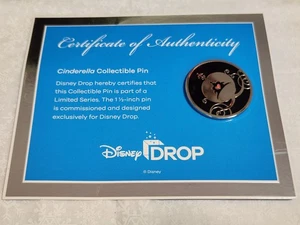 Certificate of Authenticity
Cinderella Collectible Pin
Disney Drop hereby certifies that
this Collectible Pin is part of a
Limited Series. The 1 ½-inch pin
is commissioned and designed
exclusively for Disney Drop.
Disney DROP
© Disney